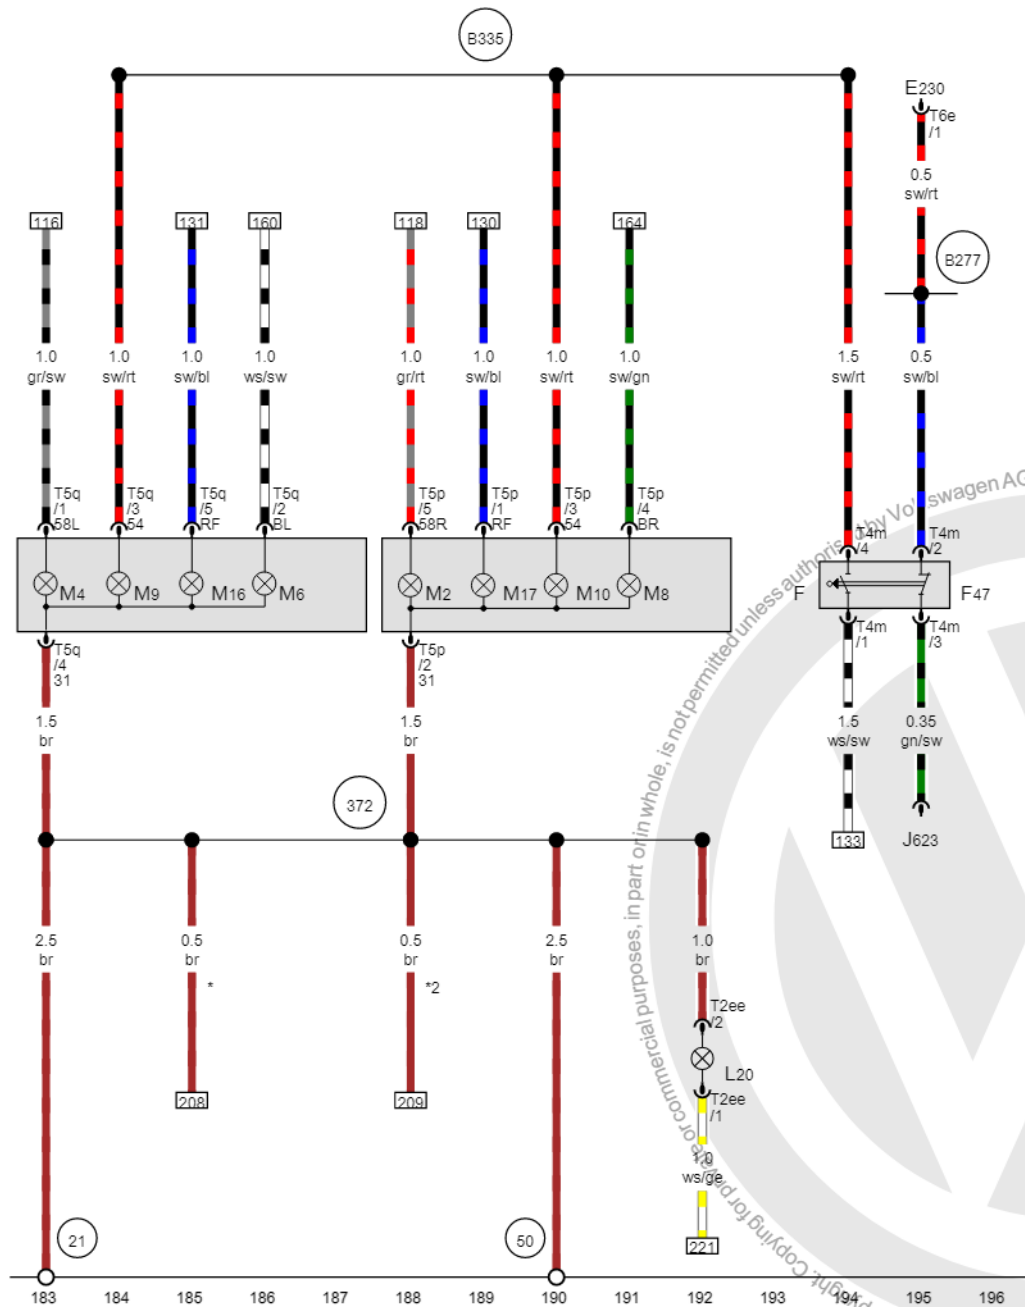 B335
E230
T6e
/1
0.5
sw/rt
B277
116
131
160
118
130
164
1.0
gr/sw
1.0
sw/rt
1.0
sw/bl
1.0
ws/sw
1.0
gr/rt
1.0
sw/bl
1.0
sw/rt
1.0
sw/gn
1.5
sw/rt
0.5
sw/bl
T5q
/1
58L
T5q
/3
54
T5q
/5
RF
T5q
/2
BL
T5p
/5
58R
T5p
/1
RF
T5p
/3
54
T5p
/4
BR
T4m
/4
T4m
/2
M4
M9
M16
M6
M2
M17
M10
M8
F
F47
T5q
/4
31
T5p
/2
31
T4m
/1
T4m
/3
1.5
br
1.5
br
1.5
ws/sw
0.35
gn/sw
372
133
J623
2.5
br
0.5
br
*
0.5
br
*2
2.5
br
1.0
br
T2ee
/2
L20
T2ee
/1
208
209
1.0
ws/ge
221
21
50
183 184 185 186 187 188 189 190 191 192 193 194 195 196
Copying for private or commercial purposes, in part or in whole, is not permitted unless authorised by Volkswagen AG